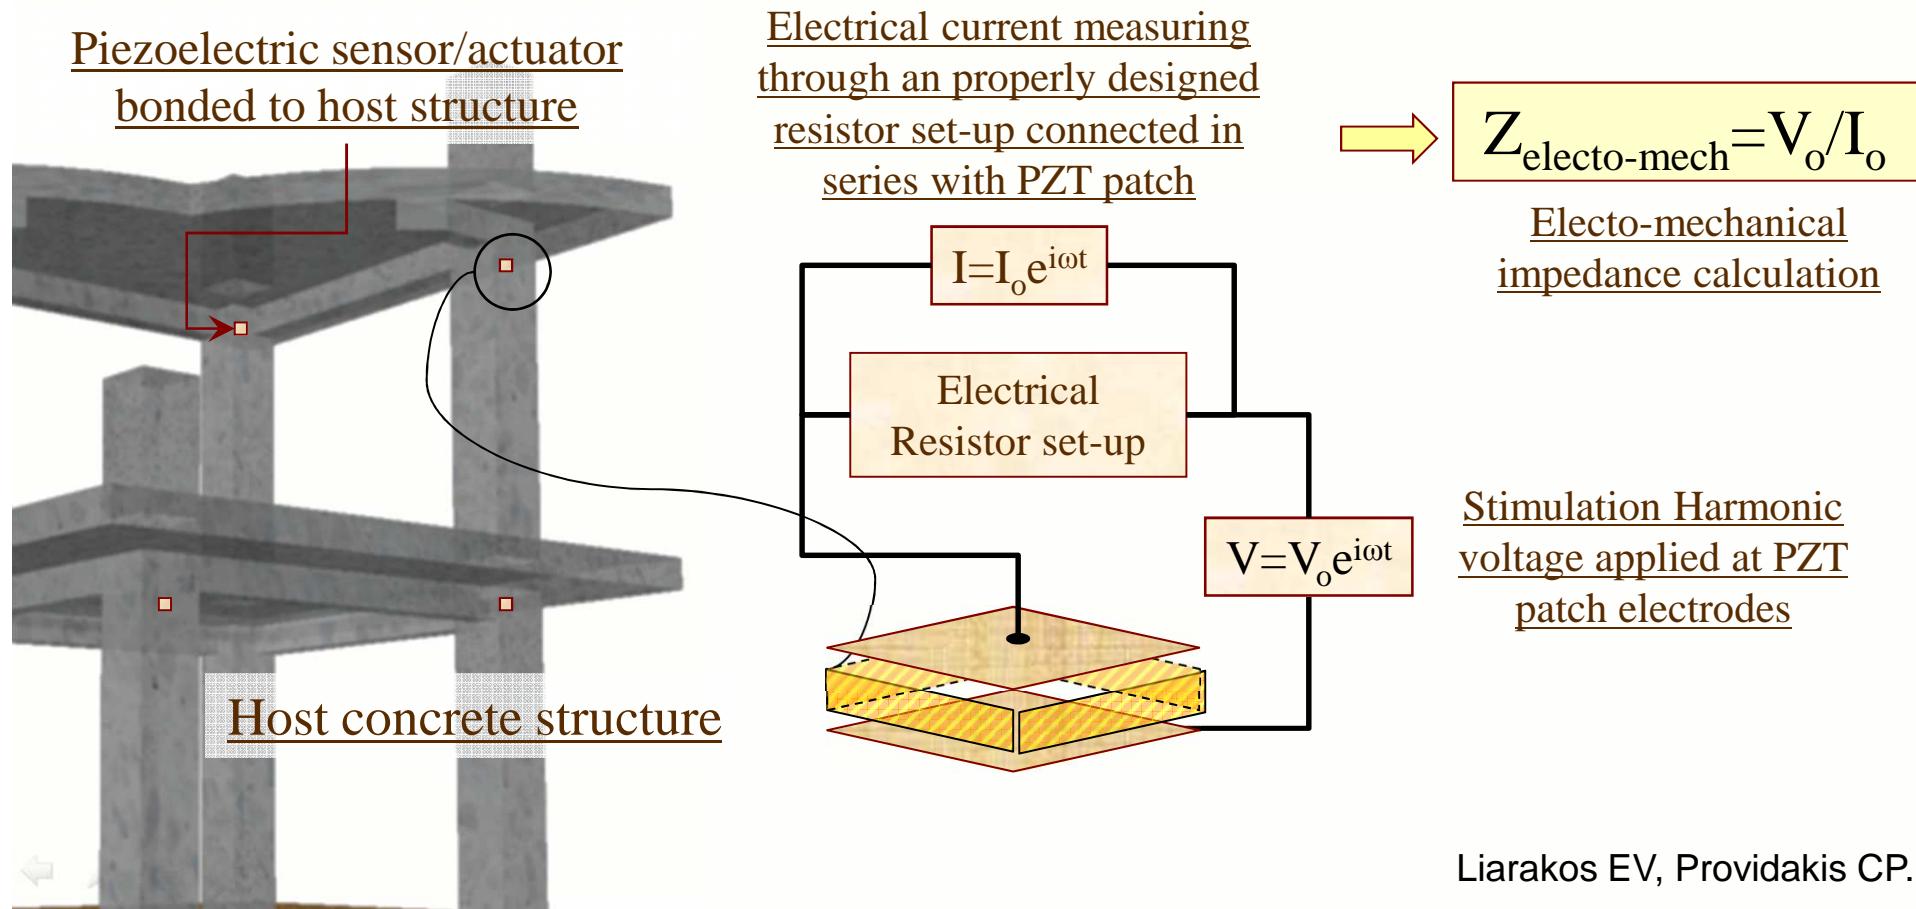 Piezoelectric sensor/actuator
bonded to host structure
Electrical current measuring
through an properly designed
resistor set-up connected in
series with PZT patch
Z_electo-mech=V_o/I_o
Electo-mechanical
impedance calculation
I=I_o e^iωt
Electrical
Resistor set-up
V=V_o e^iωt
Stimulation Harmonic
voltage applied at PZT
patch electrodes
Host concrete structure
Liarakos EV, Providakis CP.